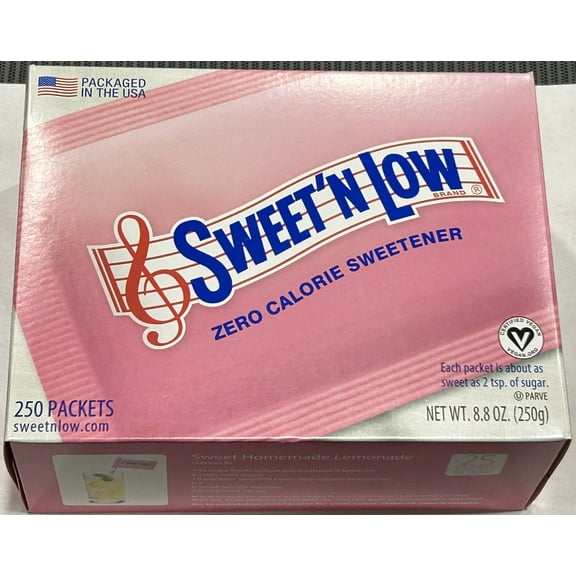 PACKAGED
IN THE USA
SWEET'N LOW
BRAND ®
ZERO CALORIE SWEETENER
CERTIFIED VEGAN
VEGAN.ORG
Each packet is about as
sweet as 2 tsp. of sugar.
Ⓤ PARVE
250 PACKETS
sweetnlow.com
NET WT. 8.8 OZ. (250g)
Sweet Homemade Lemonade
25